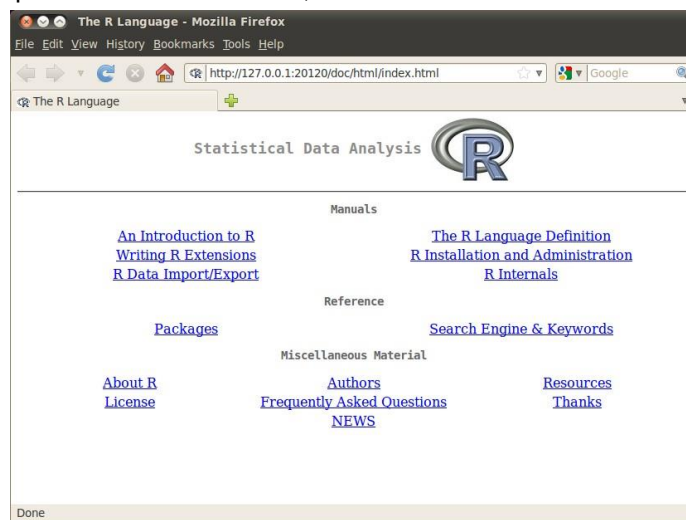 The R Language - Mozilla Firefox
File Edit View History Bookmarks Tools Help
http://127.0.0.1:20120/doc/html/index.html Google
The R Language
Statistical Data Analysis R
Manuals
An Introduction to R The R Language Definition
Writing R Extensions R Installation and Administration
R Data Import/Export R Internals
Reference
Packages Search Engine & Keywords
Miscellaneous Material
About R Authors Resources
License Frequently Asked Questions Thanks
NEWS
Done